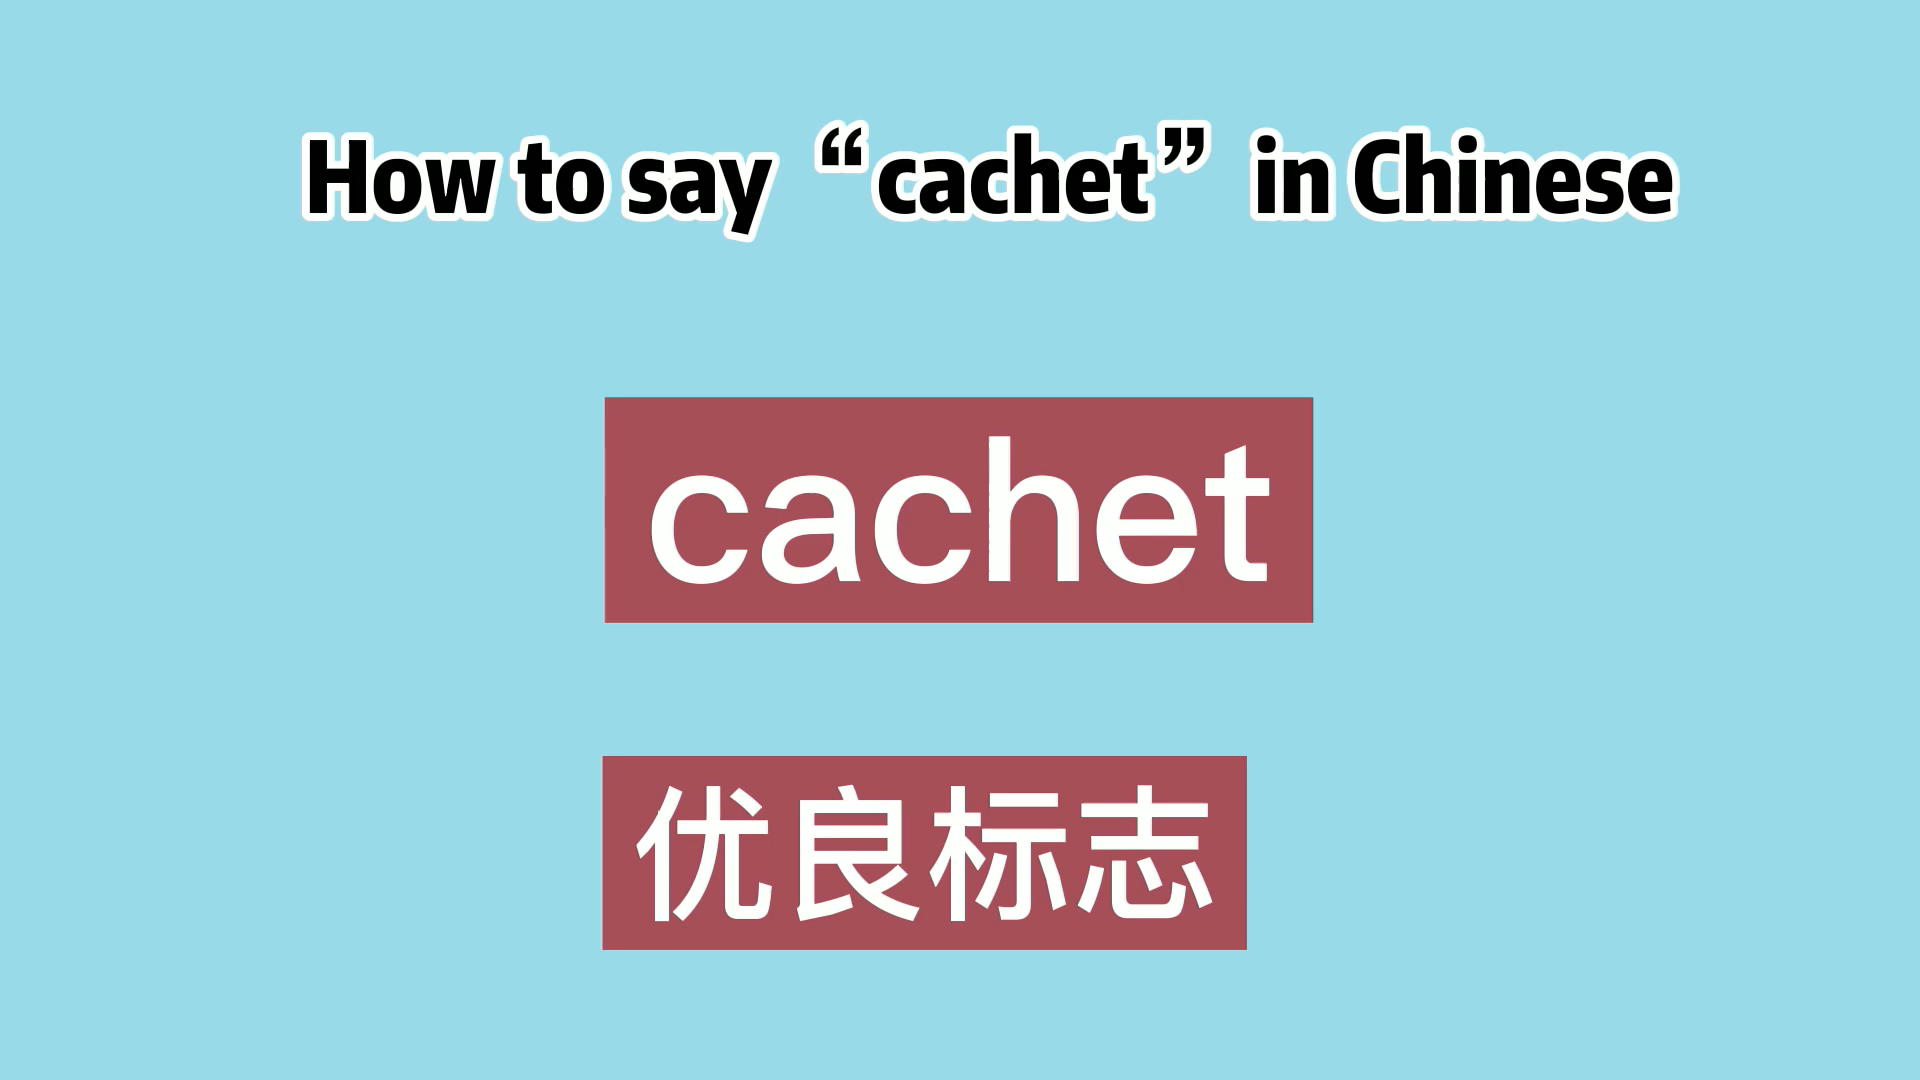 How to say “cachet” in Chinese
cachet
优良标志